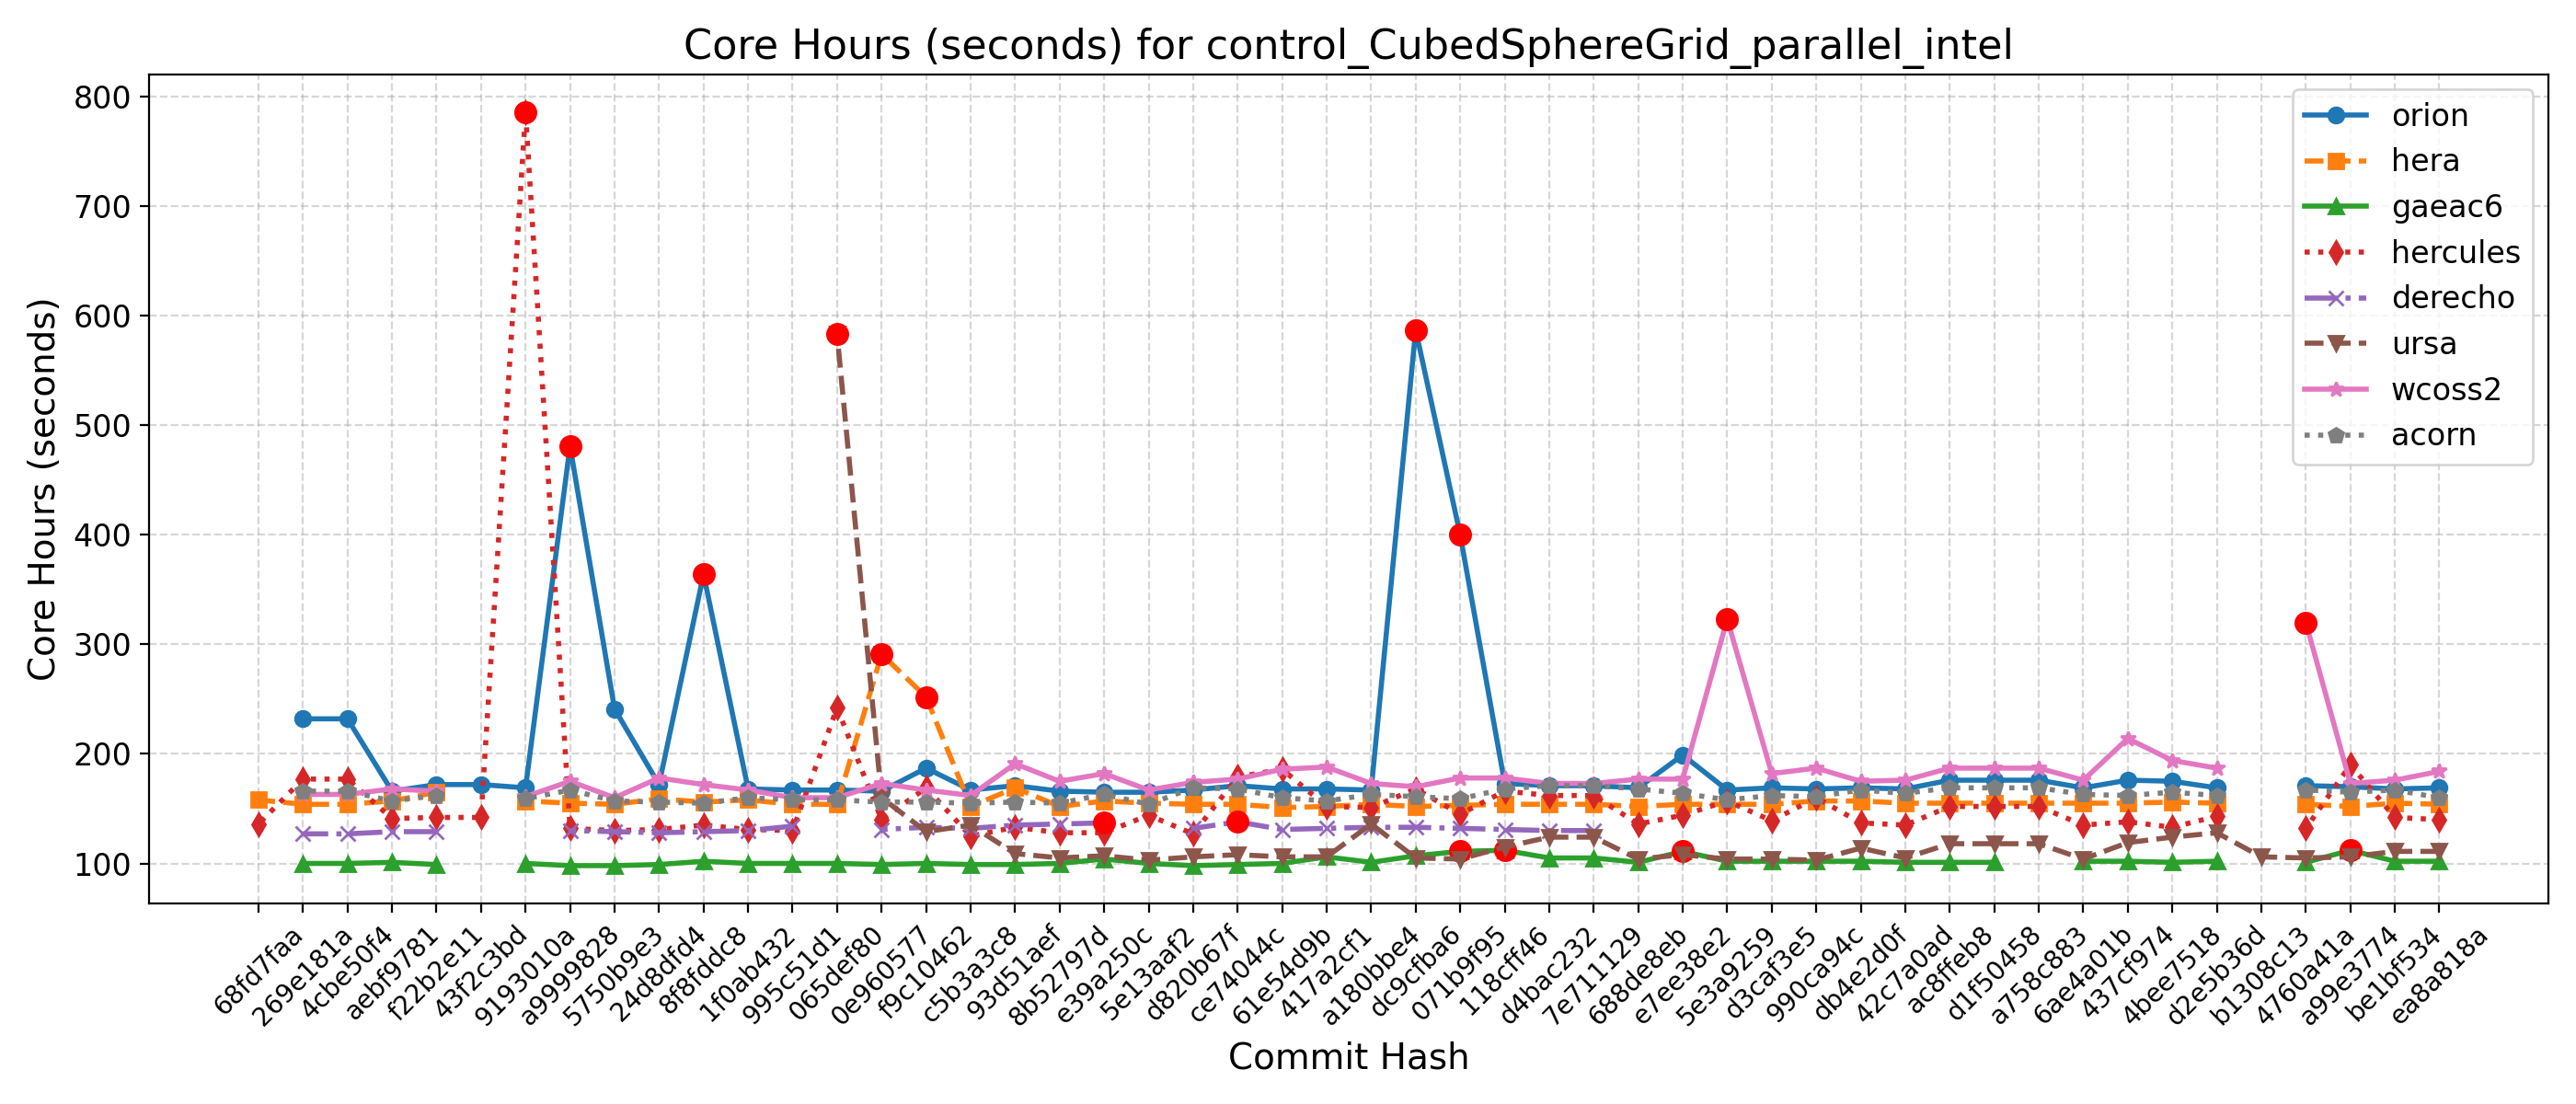 Core Hours (seconds) for control_CubedSphereGrid_parallel_intel
Core Hours (seconds)
800
700
600
500
400
300
200
100
orion
hera
gaeac6
hercules
derecho
ursa
wcoss2
acorn
68fd7faa
269e181a
4cbe50f4
aebf9781
f22b2e11
43f2c3bd
9193010a
a9999828
5750b9e3
24d8dfd4
8f8fddc8
1f0ab432
995c51d1
065def80
0e960577
f9c10462
c5b3a3c8
93d51aef
8b52797d
e39a250c
5e13aaf2
d820b67f
ce74044c
61e54d9b
417a2cf1
a180bbe4
dc9cfba6
071b9f95
118cff46
d4bac232
7e711129
688de8eb
e7ee38e2
5e3a9259
d3caf3e5
990ca94c
db4e2d0f
42c7a0ad
ac8ffeb8
d1f50458
a758c883
6ae4a01b
437cf974
4bee7518
d2e5b36d
b1308c13
4760a41a
a99e3774
be1bf534
ea8a818a
Commit Hash